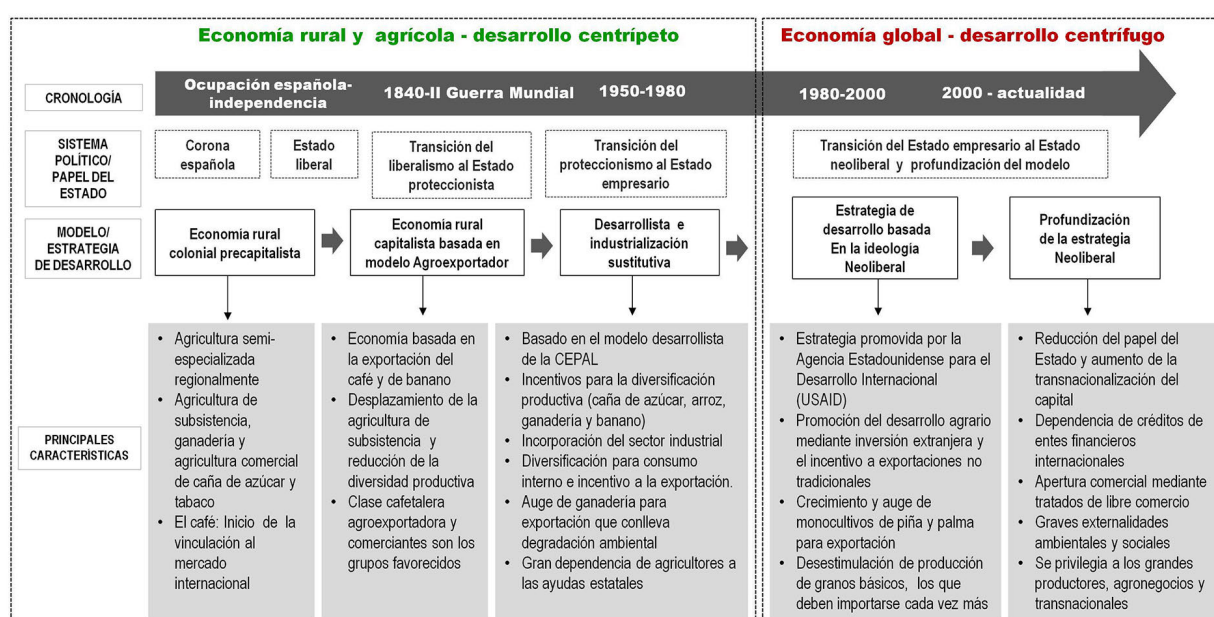 Economía rural y agrícola - desarrollo centrípeto
Economía global - desarrollo centrífugo
CRONOLOGÍA
Ocupación española-
independencia
1840-II Guerra Mundial
1950-1980
1980-2000
2000 - actualidad
SISTEMA
POLÍTICO/
PAPEL DEL
ESTADO
Corona
española
Estado
liberal
Transición del
liberalismo al Estado
proteccionista
Transición del
proteccionismo al Estado
empresario
Transición del Estado empresario al Estado
neoliberal y profundización del modelo
MODELO/
ESTRATEGIA
DE DESARROLLO
Economía rural
colonial precapitalista
Economía rural
capitalista basada en
modelo Agroexportador
Desarrollista e
industrialización
sustitutiva
Estrategia de
desarrollo basada
En la ideología
Neoliberal
Profundización
de la estrategia
Neoliberal
PRINCIPALES
CARACTERÍSTICAS
• Agricultura semi-
especializada
regionalmente
• Agricultura de
subsistencia,
ganadería y
agricultura comercial
de caña de azúcar y
tabaco
• El café: Inicio de la
vinculación al
mercado
internacional
• Economía basada en
la exportación del
café y de banano
• Desplazamiento de la
agricultura de
subsistencia y
reducción de la
diversidad productiva
• Clase cafetalera
agroexportadora y
comerciantes son los
grupos favorecidos
• Basado en el modelo desarrollista
de la CEPAL
• Incentivos para la diversificación
productiva (caña de azúcar, arroz,
ganadería y banano)
• Incorporación del sector industrial
• Diversificación para consumo
interno e incentivo a la exportación.
• Auge de ganadería para
exportación que conlleva
degradación ambiental
• Gran dependencia de agricultores a
las ayudas estatales
• Estrategia promovida por la
Agencia Estadounidense para el
Desarrollo Internacional
(USAID)
• Promoción del desarrollo agrario
mediante inversión extranjera y
el incentivo a exportaciones no
tradicionales
• Crecimiento y auge de
monocultivos de piña y palma
para exportación
• Desestimulación de producción
de granos básicos, los que
deben importarse cada vez más
• Reducción del papel del
Estado y aumento de la
transnacionalización del
capital
• Dependencia de créditos de
entes financieros
internacionales
• Apertura comercial mediante
tratados de libre comercio
• Graves externalidades
ambientales y sociales
• Se privilegia a los grandes
productores, agronegocios y
transnacionales